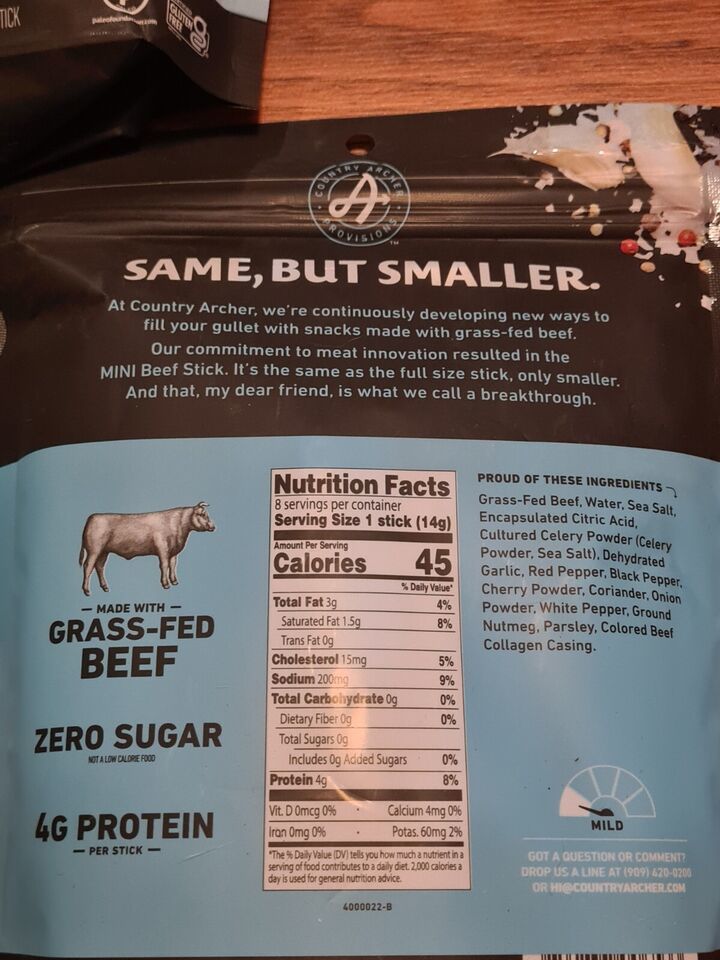 TICK
GLUTEN
FREE
COUNTRY ARCHER
PROVISIONS
TM
SAME, BUT SMALLER.
At Country Archer, we're continuously developing new ways to
fill your gullet with snacks made with grass-fed beef.
Our commitment to meat innovation resulted in the
MINI Beef Stick. It's the same as the full size stick, only smaller.
And that, my dear friend, is what we call a breakthrough.
MADE WITH
GRASS-FED
BEEF
ZERO SUGAR
NOT A LOW CALORIE FOOD
4G PROTEIN
PER STICK
Nutrition Facts
8 servings per container
Serving Size 1 stick (14g)
Amount Per Serving
Calories 45
% Daily Value*
Total Fat 3g 4%
Saturated Fat 1.5g 8%
Trans Fat 0g
Cholesterol 15mg 5%
Sodium 200mg 9%
Total Carbohydrate 0g 0%
Dietary Fiber 0g 0%
Total Sugars 0g
Includes 0g Added Sugars 0%
Protein 4g 8%
Vit. D 0mcg 0% · Calcium 4mg 0%
Iron 0mg 0% · Potas. 60mg 2%
*The % Daily Value (DV) tells you how much a nutrient in a
serving of food contributes to a daily diet. 2,000 calories a
day is used for general nutrition advice.
4000022-B
PROUD OF THESE INGREDIENTS
Grass-Fed Beef, Water, Sea Salt,
Encapsulated Citric Acid,
Cultured Celery Powder (Celery
Powder, Sea Salt), Dehydrated
Garlic, Red Pepper, Black Pepper,
Cherry Powder, Coriander, Onion
Powder, White Pepper, Ground
Nutmeg, Parsley, Colored Beef
Collagen Casing.
MILD
GOT A QUESTION OR COMMENT?
DROP US A LINE AT (909) 420-0200
OR HI@COUNTRYARCHER.COM